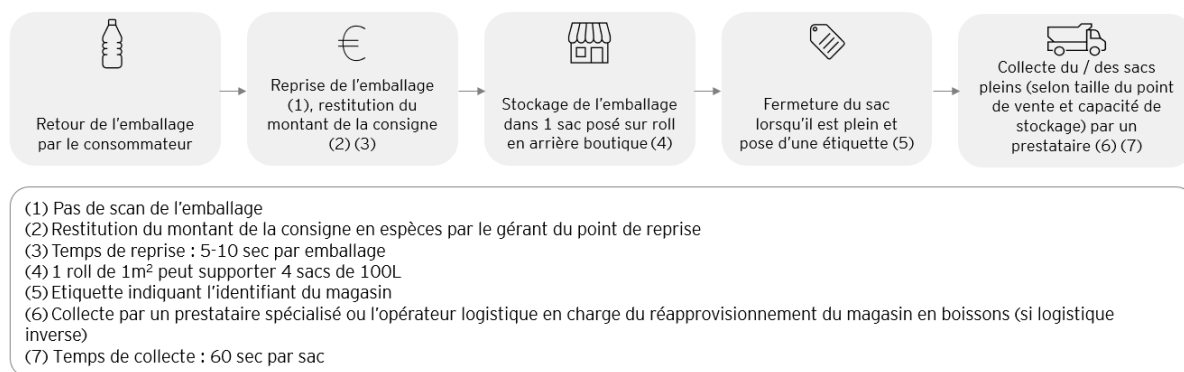 Retour de l'emballage
par le consommateur
Reprise de l'emballage
(1), restitution du
montant de la consigne
(2) (3)
Stockage de l'emballage
dans 1 sac posé sur roll
en arrière boutique (4)
Fermeture du sac
lorsqu'il est plein et
pose d'une étiquette (5)
Collecte du / des sacs
pleins (selon taille du point
de vente et capacité de
stockage) par un
prestataire (6) (7)
(1) Pas de scan de l'emballage
(2) Restitution du montant de la consigne en espèces par le gérant du point de reprise
(3) Temps de reprise : 5-10 sec par emballage
(4) 1 roll de 1m² peut supporter 4 sacs de 100L
(5) Etiquette indiquant l'identifiant du magasin
(6) Collecte par un prestataire spécialisé ou l'opérateur logistique en charge du réapprovisionnement du magasin en boissons (si logistique
inverse)
(7) Temps de collecte : 60 sec par sac